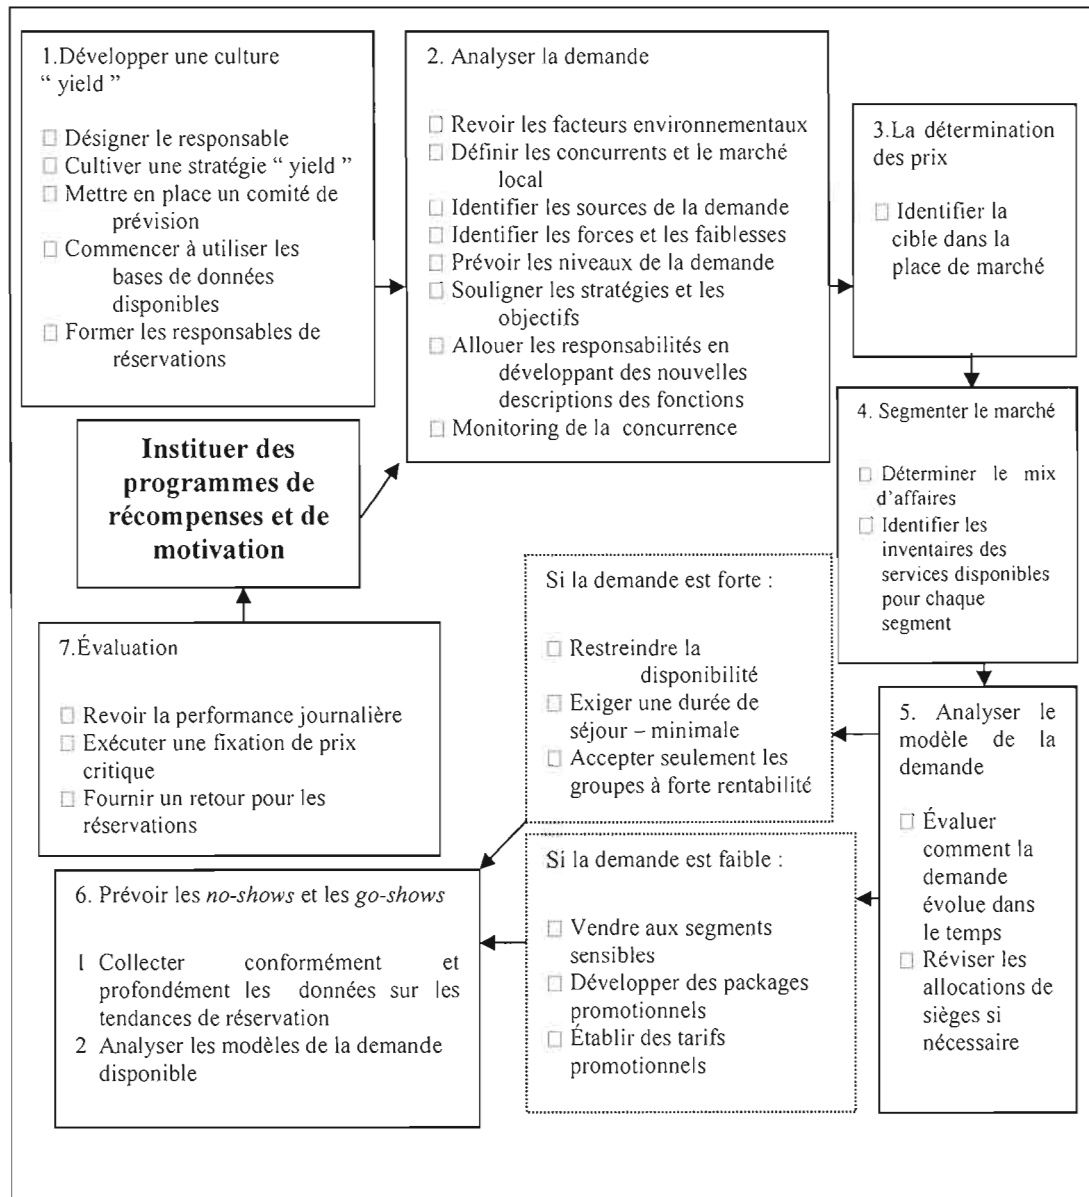 1.Développer une culture
“ yield ”
□ Désigner le responsable
□ Cultiver une stratégie “ yield ”
□ Mettre en place un comité de
prévision
□ Commencer à utiliser les
bases de données
disponibles
□ Former les responsables de
réservations
2. Analyser la demande
□ Revoir les facteurs environnementaux
□ Définir les concurrents et le marché
local
□ Identifier les sources de la demande
□ Identifier les forces et les faiblesses
□ Prévoir les niveaux de la demande
□ Souligner les stratégies et les
objectifs
□ Allouer les responsabilités en
développant des nouvelles
descriptions des fonctions
□ Monitoring de la concurrence
3.La détermination
des prix
□ Identifier la
cible dans la
place de marché
4. Segmenter le marché
□ Déterminer le mix
d’affaires
□ Identifier les
inventaires des
services disponibles
pour chaque
segment
5. Analyser le
modèle de la
demande
□ Évaluer
comment la
demande
évolue dans
le temps
□ Réviser les
allocations de
sièges si
nécessaire
Si la demande est forte :
□ Restreindre la
disponibilité
□ Exiger une durée de
séjour – minimale
□ Accepter seulement les
groupes à forte rentabilité
Si la demande est faible :
□ Vendre aux segments
sensibles
□ Développer des packages
promotionnels
□ Établir des tarifs
promotionnels
6. Prévoir les no-shows et les go-shows
1 Collecter conformément et
profondément les données sur les
tendances de réservation
2 Analyser les modèles de la demande
disponible
7.Évaluation
□ Revoir la performance journalière
□ Exécuter une fixation de prix
critique
□ Fournir un retour pour les
réservations
Instituer des
programmes de
récompenses et de
motivation